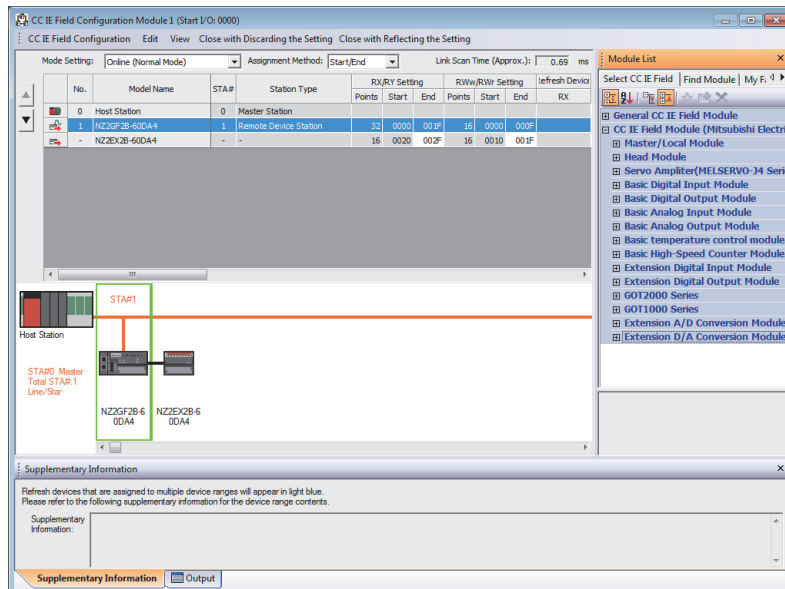 CC IE Field Configuration Module 1 (Start I/O: 0000)
CC IE Field Configuration Edit View Close with Discarding the Setting Close with Reflecting the Setting
Mode Setting: Online (Normal Mode) Assignment Method: Start/End Link Scan Time (Approx.): 0.69 ms
No. Model Name STA# Station Type RX/RY Setting RWw/RWr Setting Refresh Device
Points Start End Points Start End RX
0 Host Station 0 Master Station
1 NZ2GF2B-60DA4 1 Remote Device Station 32 0000 001F 16 0000 000F
- NZ2EX2B-60DA4 - - 16 0020 002F 16 0010 001F
STA#1
Host Station
STA#0 Master
Total STA#:1
Line/Star
NZ2GF2B-6
0DA4
NZ2EX2B-6
0DA4
Module List
Select CC IE Field Find Module My Fa
General CC IE Field Module
CC IE Field Module (Mitsubishi Electri
Master/Local Module
Head Module
Servo Ampliter(MELSERVO-J4 Seri
Basic Digital Input Module
Basic Digital Output Module
Basic Analog Input Module
Basic Analog Output Module
Basic temperature control module
Basic High-Speed Counter Module
Extension Digital Input Module
Extension Digital Output Module
GOT2000 Series
GOT1000 Series
Extension A/D Conversion Module
Extension D/A Conversion Module
Supplementary Information
Refresh devices that are assigned to multiple device ranges will appear in light blue.
Please refer to the following supplementary information for the device range contents.
Supplementary
Information:
Supplementary Information Output